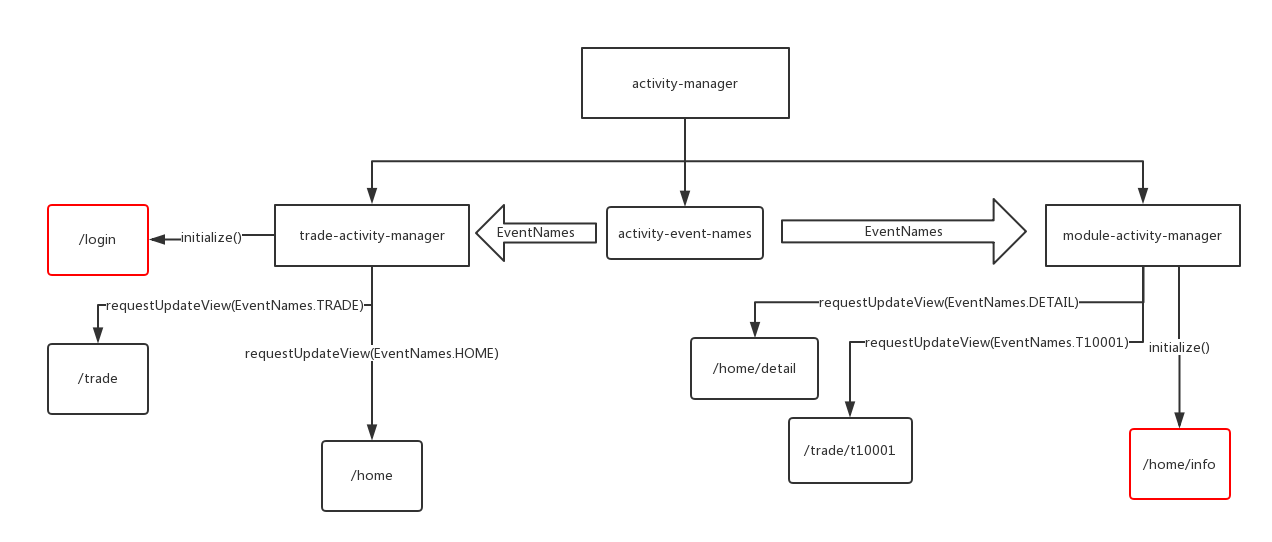 activity-manager
/login
initialize()
trade-activity-manager
EventNames
activity-event-names
EventNames
module-activity-manager
requestUpdateView(EventNames.TRADE)
requestUpdateView(EventNames.HOME)
requestUpdateView(EventNames.DETAIL)
requestUpdateView(EventNames.T10001)
initialize()
/trade
/home/detail
/home
/trade/t10001
/home/info